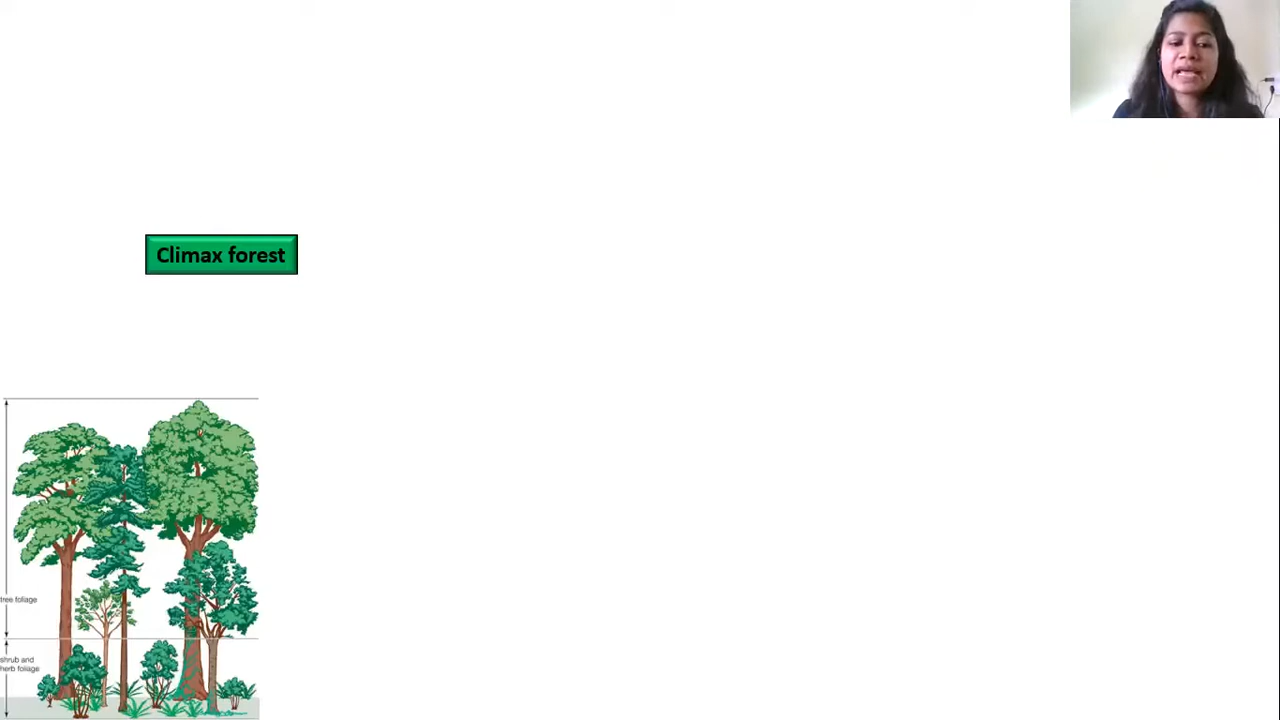 Climax forest
tree foliage
shrub and
herb foliage